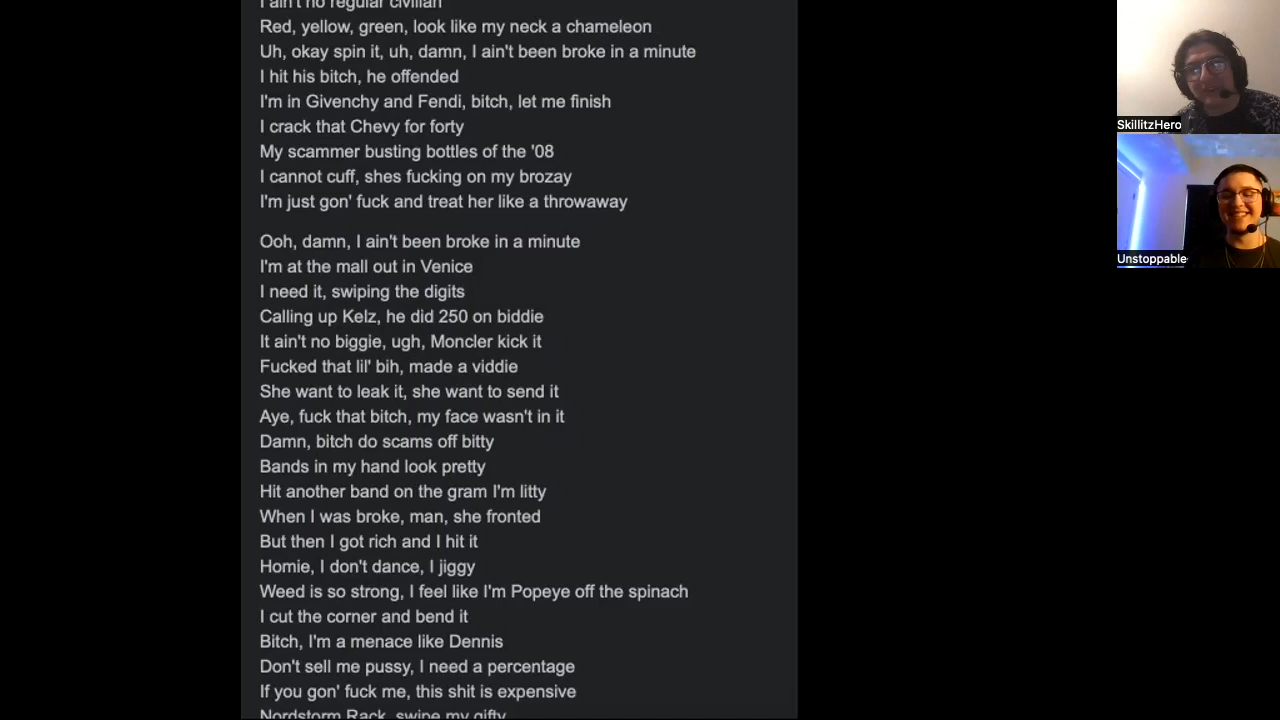 I ain't no regular civilian
Red, yellow, green, look like my neck a chameleon
Uh, okay spin it, uh, damn, I ain't been broke in a minute
I hit his bitch, he offended
I'm in Givenchy and Fendi, bitch, let me finish
I crack that Chevy for forty
My scammer busting bottles of the '08
I cannot cuff, shes fucking on my brozay
I'm just gon' fuck and treat her like a throwaway
Ooh, damn, I ain't been broke in a minute
I'm at the mall out in Venice
I need it, swiping the digits
Calling up Kelz, he did 250 on biddie
It ain't no biggie, ugh, Moncler kick it
Fucked that lil' bih, made a viddie
She want to leak it, she want to send it
Aye, fuck that bitch, my face wasn't in it
Damn, bitch do scams off bitty
Bands in my hand look pretty
Hit another band on the gram I'm litty
When I was broke, man, she fronted
But then I got rich and I hit it
Homie, I don't dance, I jiggy
Weed is so strong, I feel like I'm Popeye off the spinach
I cut the corner and bend it
Bitch, I'm a menace like Dennis
Don't sell me pussy, I need a percentage
If you gon' fuck me, this shit is expensive
Nordstorm Rack, swipe my gifty
SkillitzHero
Unstoppable